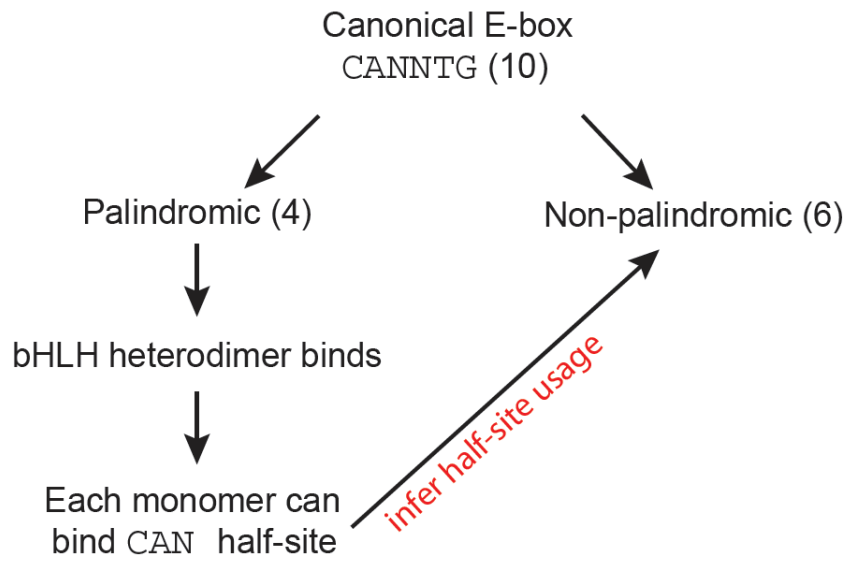 Canonical E-box
CANNTG (10)
Palindromic (4)
Non-palindromic (6)
bHLH heterodimer binds
infer half-site usage
Each monomer can
bind CAN half-site